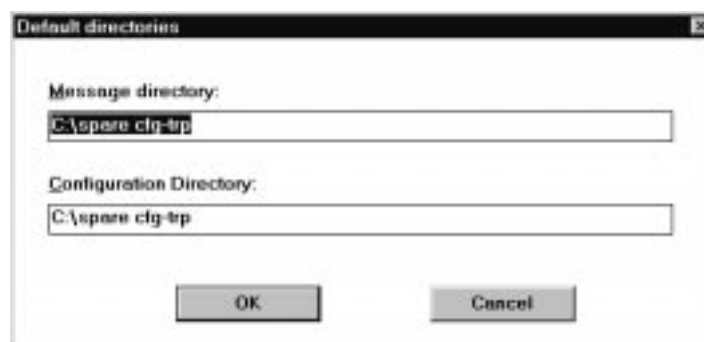 Default directories
Message directory:
C:\spare cfg-trp
Configuration Directory:
C:\spare cfg-trp
OK
Cancel